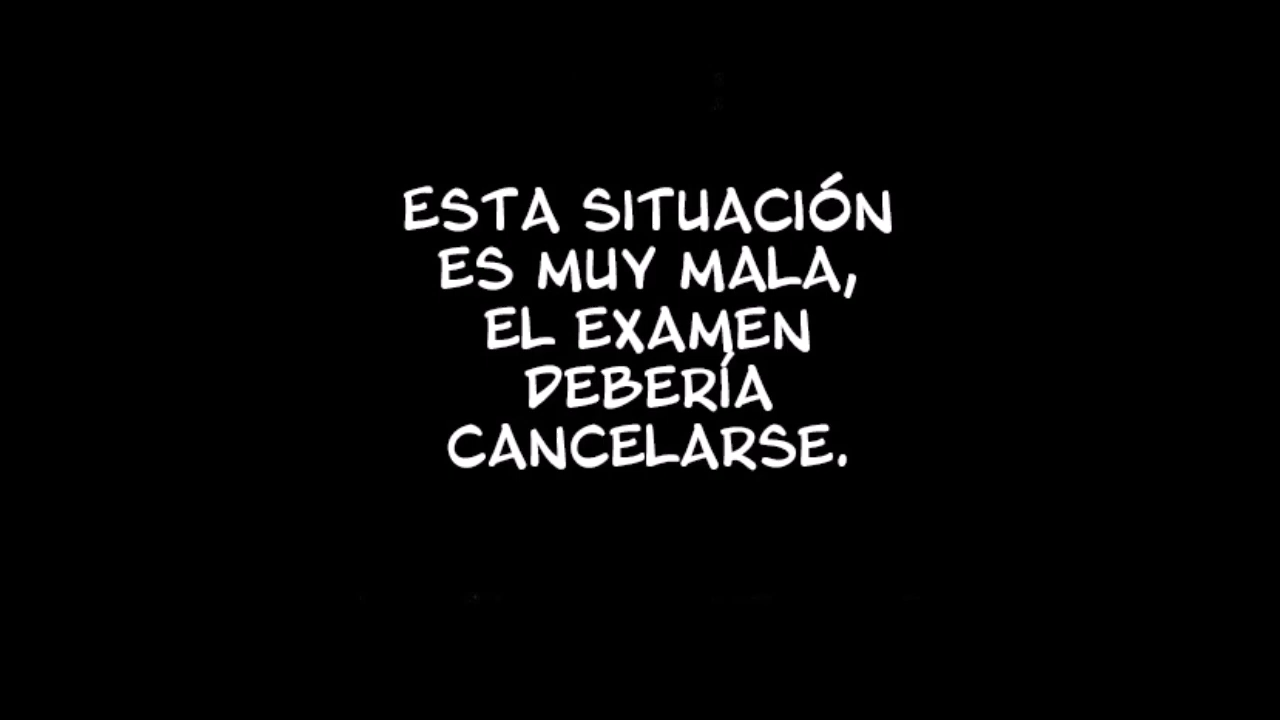 ESTA SITUACIÓN
ES MUY MALA,
EL EXAMEN
DEBERÍA
CANCELARSE.